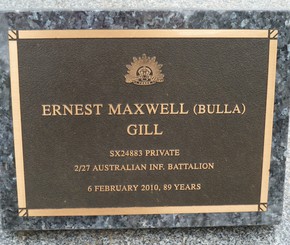 ERNEST MAXWELL (BULLA)
GILL
SX24883 PRIVATE
2/27 AUSTRALIAN INF. BATTALION
6 FEBRUARY 2010, 89 YEARS